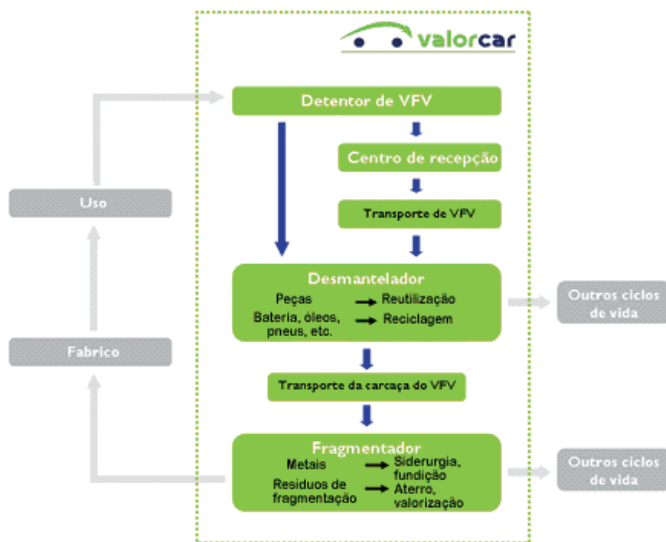 valorcar
Detentor de VFV
Centro de recepção
Uso
Transporte de VFV
Desmantelador
Peças
Reutilização
Bateria, óleos,
pneus, etc.
Reciclagem
Outros ciclos
de vida
Fabrico
Transporte da carcaça do VFV
Fragmentador
Metais
Siderurgia,
fundição
Residuos de
fragmentação
Aterro,
valorização
Outros ciclos
de vida